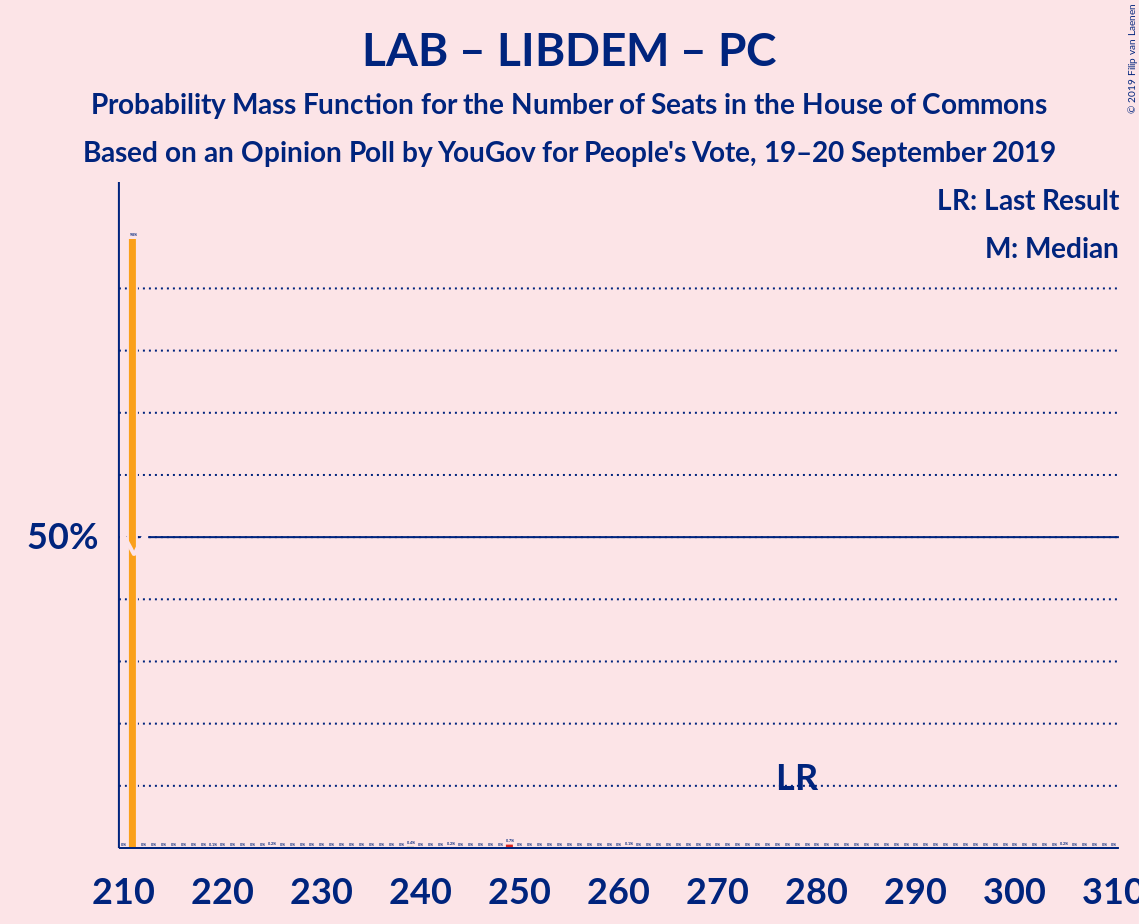 LAB – LIBDEM – PC
Probability Mass Function for the Number of Seats in the House of Commons
Based on an Opinion Poll by YouGov for People's Vote, 19–20 September 2019
© 2019 Filip van Laenen
LR: Last Result
M: Median
50%
LR
210 220 230 240 250 260 270 280 290 300 310